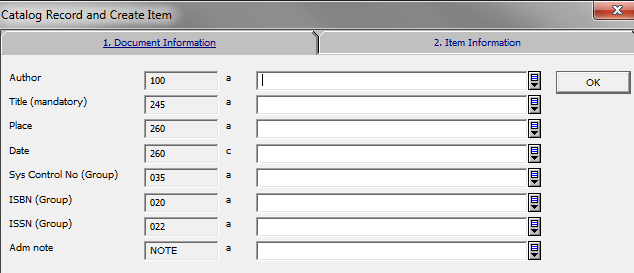 Catalog Record and Create Item
1. Document Information 2. Item Information
Author 100 a OK
Title (mandatory) 245 a
Place 260 a
Date 260 c
Sys Control No (Group) 035 a
ISBN (Group) 020 a
ISSN (Group) 022 a
Adm note NOTE a